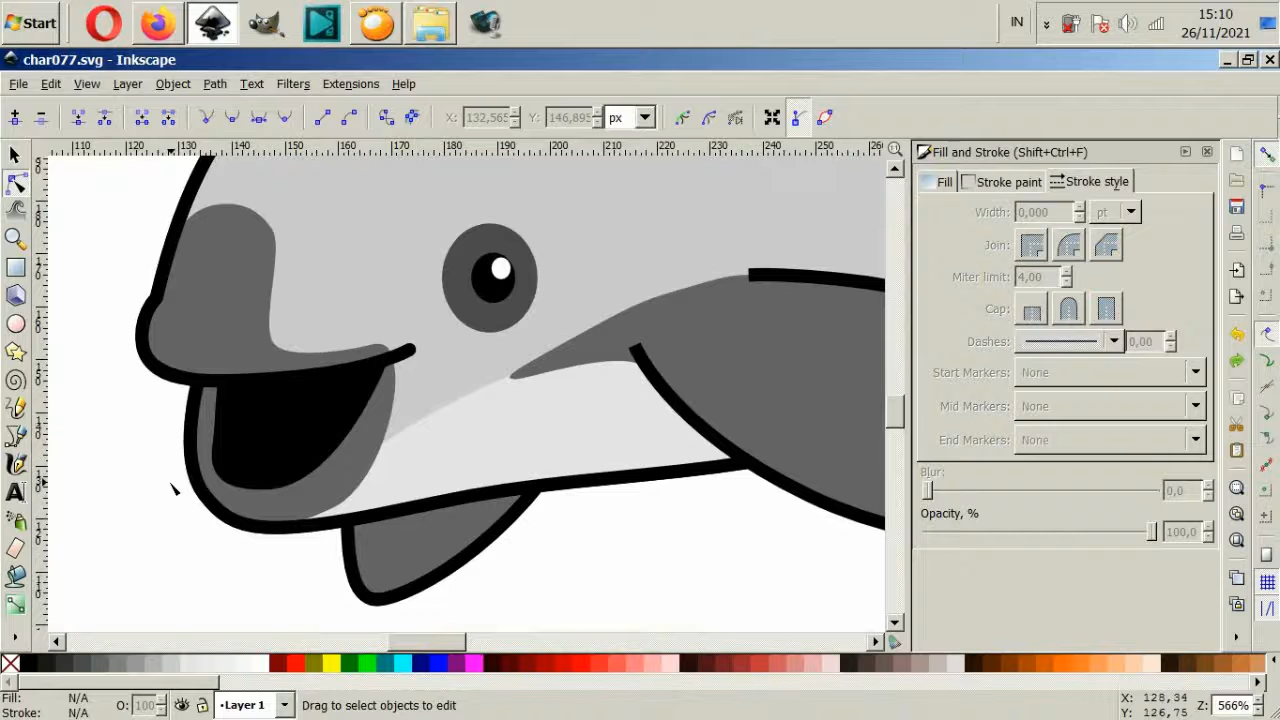 Start
IN
15:10
26/11/2021
char077.svg - Inkscape
File Edit View Layer Object Path Text Filters Extensions Help
X: 132,565 Y: 146,895 px
110 130 140 150 160 170 190 200 210 220 230 240 250 26
Fill and Stroke (Shift+Ctrl+F)
Fill Stroke paint Stroke style
Width: 0,000 pt
Join:
Miter limit: 4,00
Cap:
Dashes: 0,00
Start Markers: None
Mid Markers: None
End Markers: None
Blur:
0,0
Opacity, %
100,0
Fill: N/A
Stroke: N/A
O: 100
Layer 1
Drag to select objects to edit
X: 128,34
Y: 126,75
Z: 566%